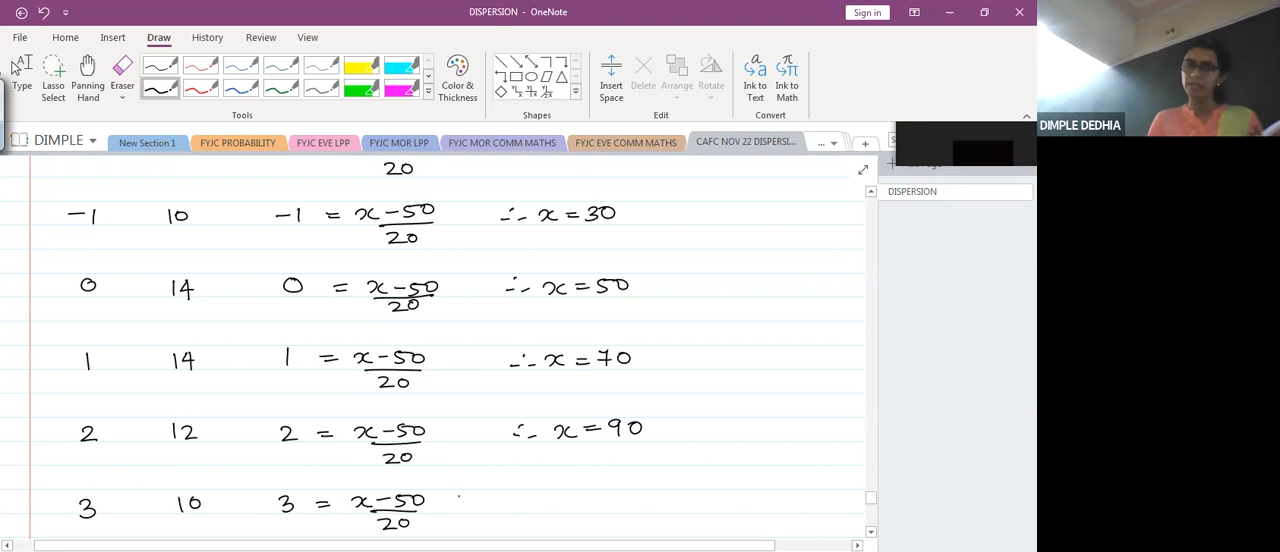 DISPERSION - OneNote
Sign in
File Home Insert Draw History Review View
Type
Lasso Select
Panning Hand
Eraser
Color & Thickness
Insert Space
Delete
Arrange
Rotate
Ink to Text
Ink to Math
Tools
Shapes
Edit
Convert
DIMPLE DEDHIA
DIMPLE
New Section 1
FYJC PROBABILITY
FYJC EVE LPP
FYJC MOR LPP
FYJC MOR COMM MATHS
FYJC EVE COMM MATHS
CAFC NOV 22 DISPERSI...
DISPERSION
20
-1 10 -1 = x-50/20 ∴ x = 30
0 14 0 = x-50/20 ∴ x = 50
1 14 1 = x-50/20 ∴ x = 70
2 12 2 = x-50/20 ∴ x = 90
3 10 3 = x-50/20